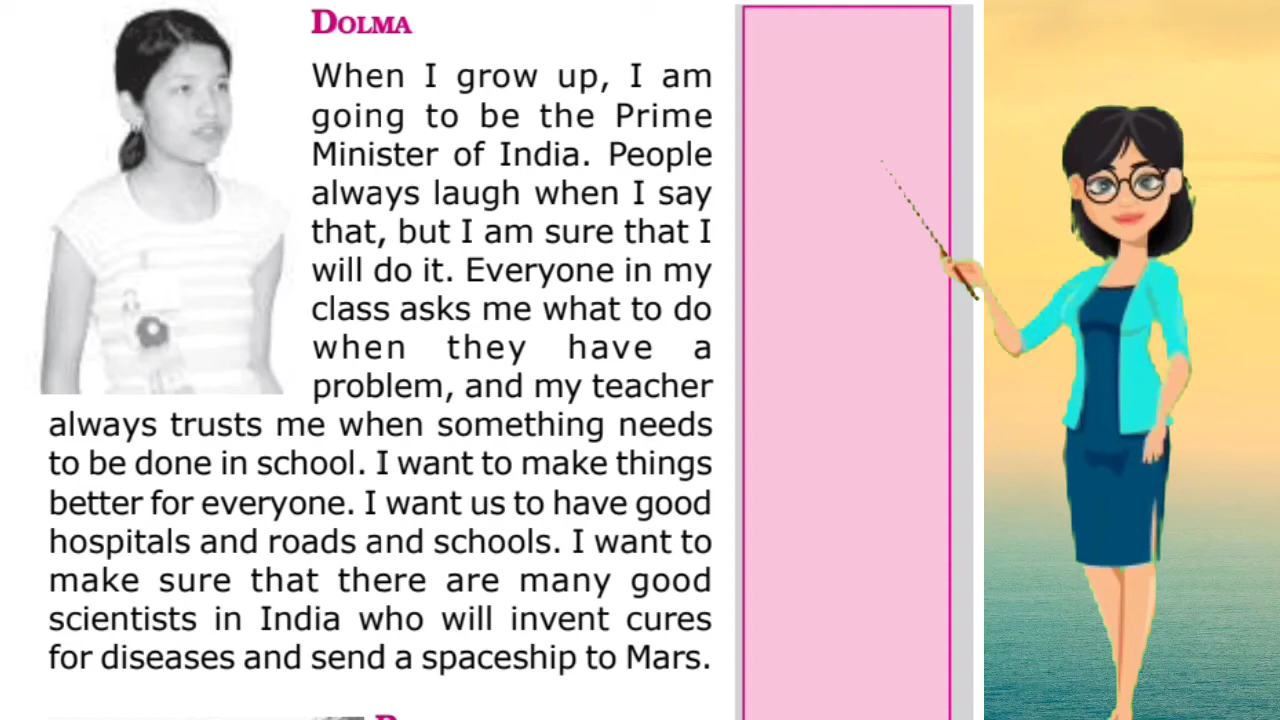 DOLMA
When I grow up, I am
going to be the Prime
Minister of India. People
always laugh when I say
that, but I am sure that I
will do it. Everyone in my
class asks me what to do
when they have a
problem, and my teacher
always trusts me when something needs
to be done in school. I want to make things
better for everyone. I want us to have good
hospitals and roads and schools. I want to
make sure that there are many good
scientists in India who will invent cures
for diseases and send a spaceship to Mars.